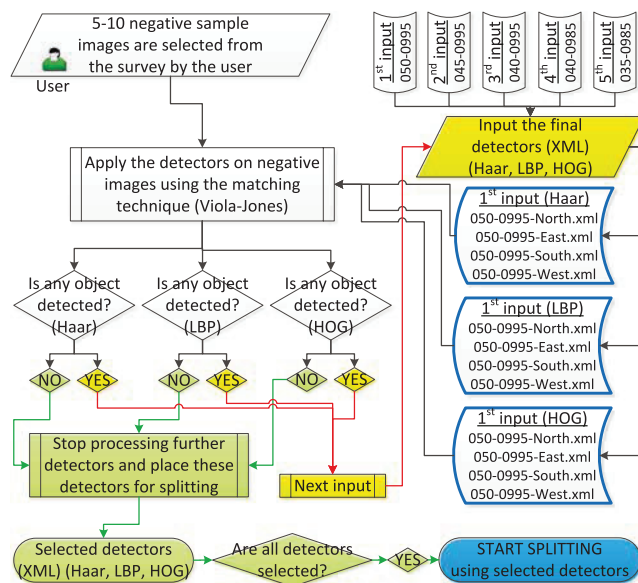 5-10 negative sample
images are selected from
the survey by the user
User
1st input
050-0995
2nd input
045-0995
3rd input
040-0995
4th input
040-0985
5th input
035-0985
Input the final
detectors (XML)
(Haar, LBP, HOG)
Apply the detectors on negative
images using the matching
technique (Viola-Jones)
1st input (Haar)
050-0995-North.xml
050-0995-East.xml
050-0995-South.xml
050-0995-West.xml
Is any object
detected?
(Haar)
Is any object
detected?
(LBP)
Is any object
detected?
(HOG)
1st input (LBP)
050-0995-North.xml
050-0995-East.xml
050-0995-South.xml
050-0995-West.xml
NO
YES
NO
YES
NO
YES
1st input (HOG)
050-0995-North.xml
050-0995-East.xml
050-0995-South.xml
050-0995-West.xml
Stop processing further
detectors and place these
detectors for splitting
Next input
Selected detectors
(XML) (Haar, LBP, HOG)
Are all detectors
selected?
YES
START SPLITTING
using selected detectors